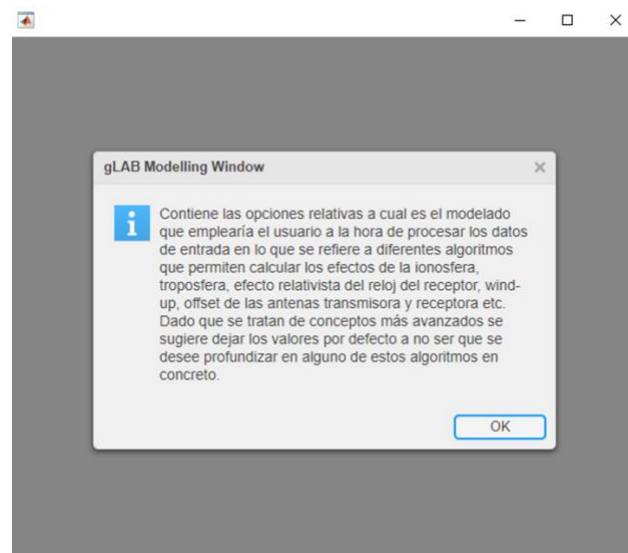 gLAB Modelling Window
Contiene las opciones relativas a cual es el modelado
que emplearía el usuario a la hora de procesar los datos
de entrada en lo que se refiere a diferentes algoritmos
que permiten calcular los efectos de la ionosfera,
troposfera, efecto relativista del reloj del receptor, wind-
up, offset de las antenas transmisora y receptora etc.
Dado que se tratan de conceptos más avanzados se
sugiere dejar los valores por defecto a no ser que se
desee profundizar en alguno de estos algoritmos en
concreto.
OK